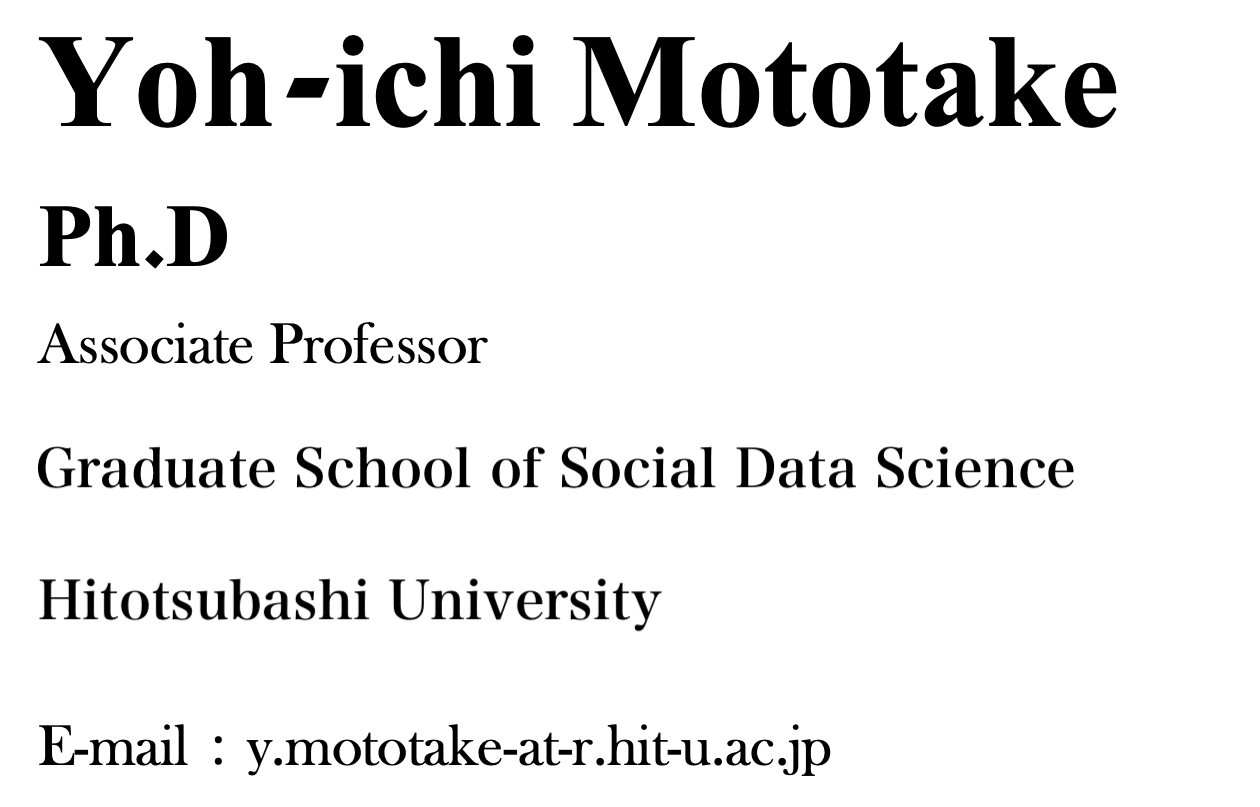 Yoh-ichi Mototake
Ph.D
Associate Professor
Graduate School of Social Data Science
Hitotsubashi University
E-mail : y.mototake-at-r.hit-u.ac.jp